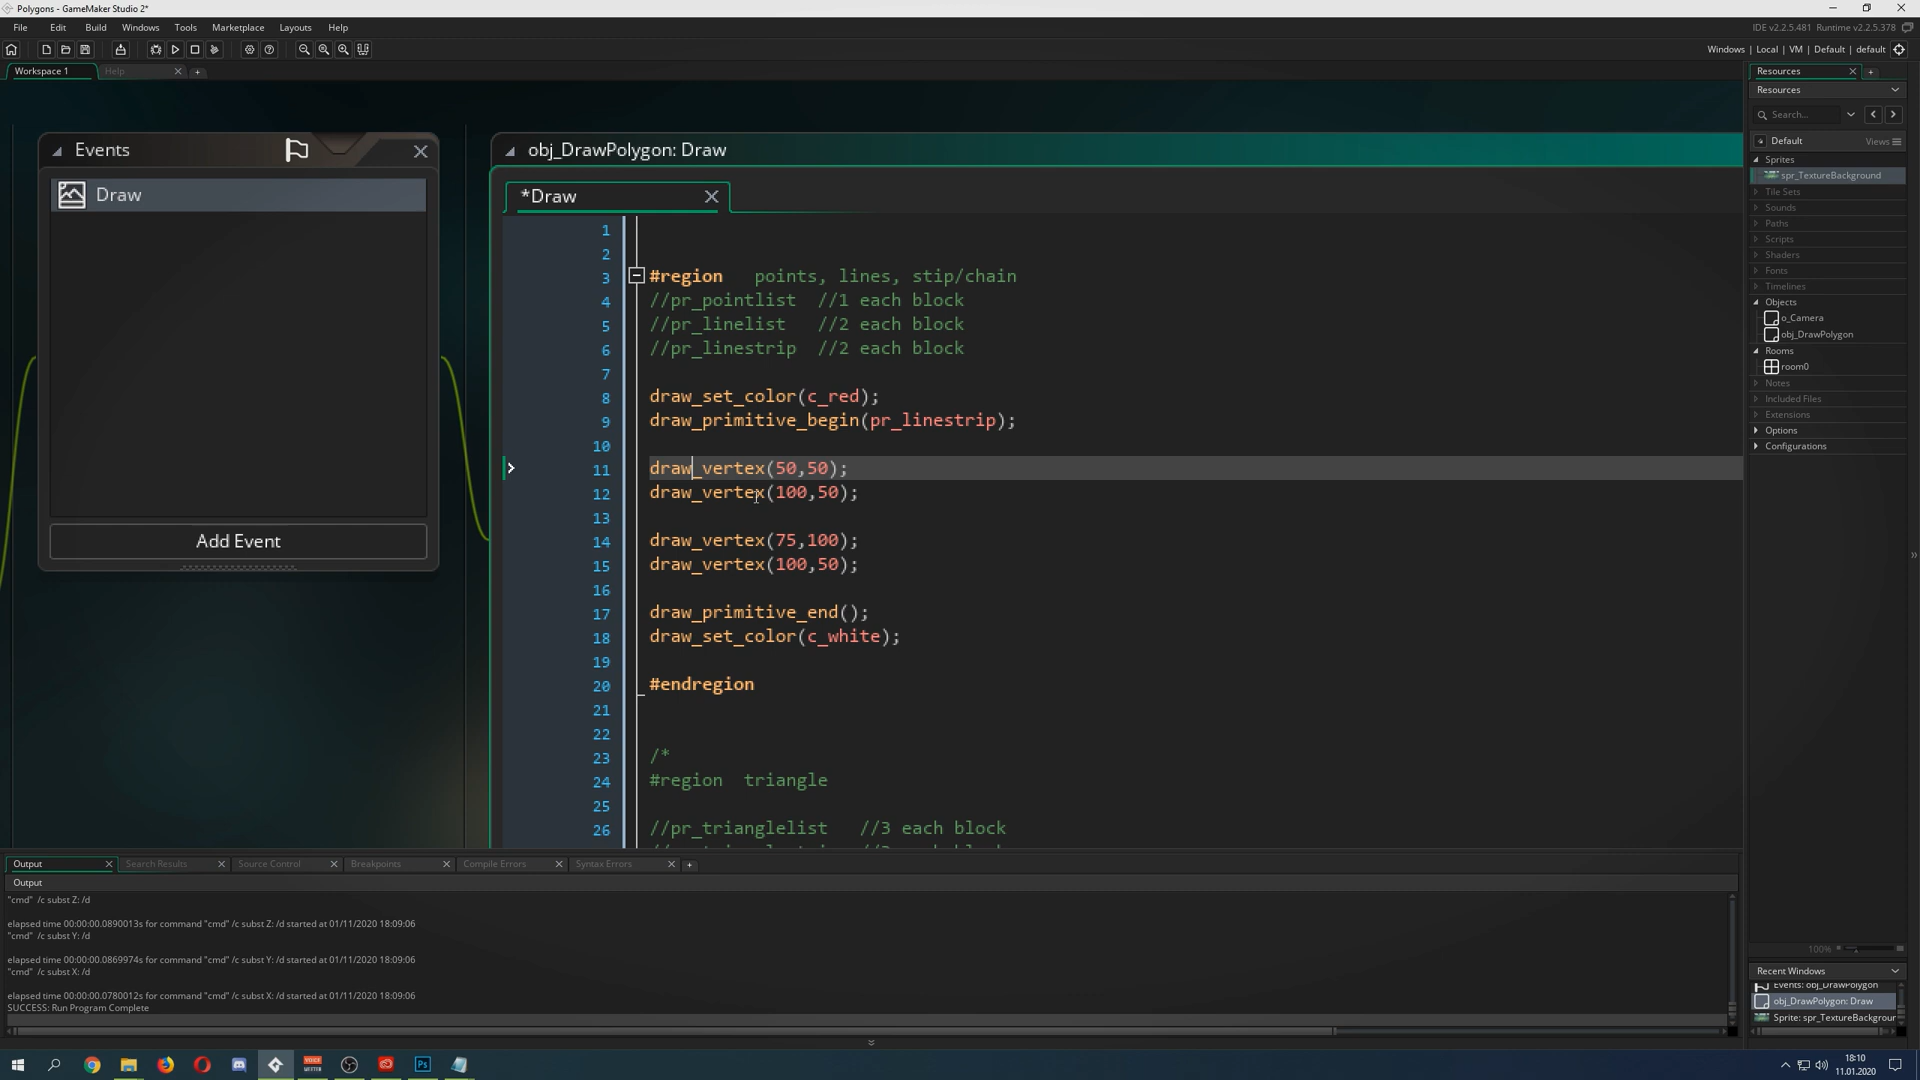 Polygons - GameMaker Studio 2*
File Edit Build Windows Tools Marketplace Layouts Help
IDE v2.2.5.481 Runtime v2.2.5.378
Windows | Local | VM | Default | default
Workspace 1
Help
Events
Draw
Add Event
obj_DrawPolygon: Draw
*Draw
1
2
3 #region points, lines, stip/chain
4 //pr_pointlist //1 each block
5 //pr_linelist //2 each block
6 //pr_linestrip //2 each block
7
8 draw_set_color(c_red);
9 draw_primitive_begin(pr_linestrip);
10
11 draw_vertex(50,50);
12 draw_vertex(100,50);
13
14 draw_vertex(75,100);
15 draw_vertex(100,50);
16
17 draw_primitive_end();
18 draw_set_color(c_white);
19
20 #endregion
21
22
23 /*
24 #region triangle
25
26 //pr_trianglelist //3 each block
Resources
Resources
Search...
Default Views
Sprites
spr_TextureBackground
Tile Sets
Sounds
Paths
Scripts
Shaders
Fonts
Timelines
Objects
o_Camera
obj_DrawPolygon
Rooms
room0
Notes
Included Files
Extensions
Options
Configurations
100%
Recent Windows
Events: obj_DrawPolygon
obj_DrawPolygon: Draw
Sprite: spr_TextureBackgrour
Output Search Results Source Control Breakpoints Compile Errors Syntax Errors
Output
"cmd" /c subst Z: /d
elapsed time 00:00:00.0890013s for command "cmd" /c subst Z: /d started at 01/11/2020 18:09:06
"cmd" /c subst Y: /d
elapsed time 00:00:00.0869974s for command "cmd" /c subst Y: /d started at 01/11/2020 18:09:06
"cmd" /c subst X: /d
elapsed time 00:00:00.0780012s for command "cmd" /c subst X: /d started at 01/11/2020 18:09:06
SUCCESS: Run Program Complete
Ps
18:10
11.01.2020